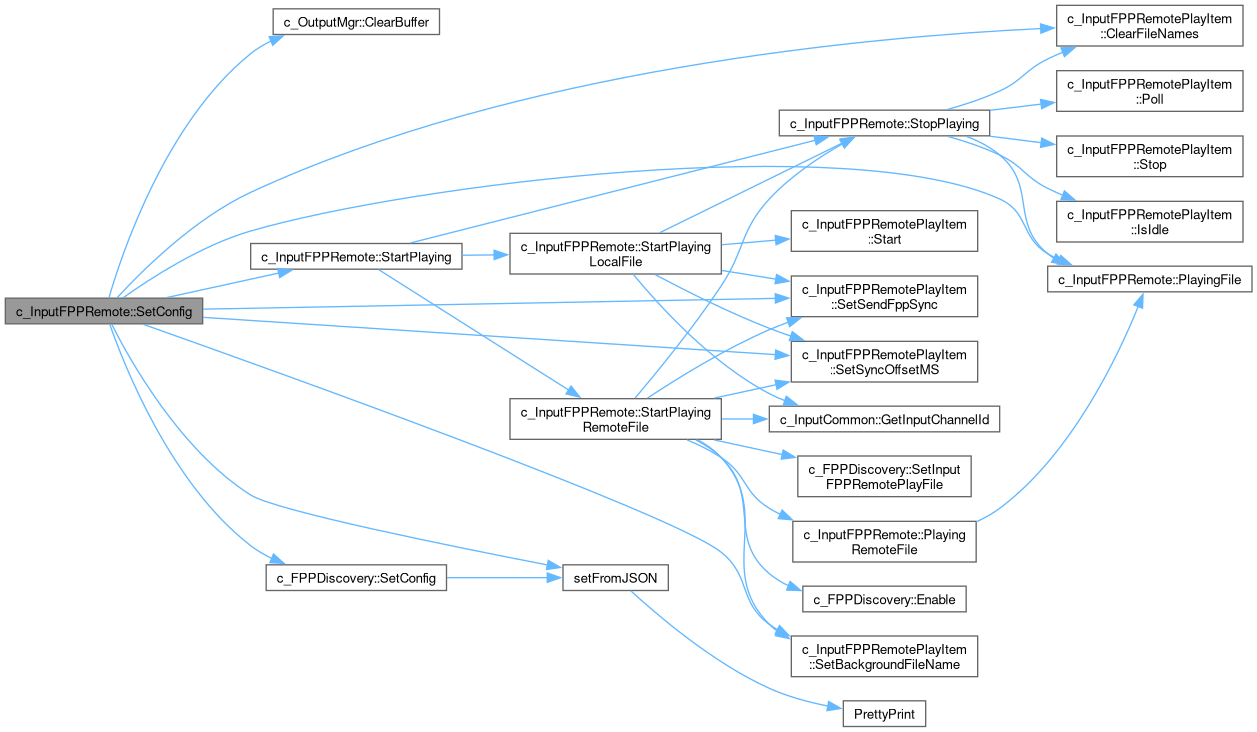 c_InputFPPRemote::SetConfig
c_OutputMgr::ClearBuffer
c_InputFPPRemote::StartPlaying
c_FPPDiscovery::SetConfig
c_InputFPPRemote::StartPlaying
LocalFile
c_InputFPPRemote::StartPlaying
RemoteFile
setFromJSON
c_InputFPPRemote::StopPlaying
c_InputFPPRemotePlayItem
::Start
c_InputFPPRemotePlayItem
::SetSendFppSync
c_InputFPPRemotePlayItem
::SetSyncOffsetMS
c_InputCommon::GetInputChannelId
c_FPPDiscovery::SetInput
FPPRemotePlayFile
c_InputFPPRemote::Playing
RemoteFile
c_FPPDiscovery::Enable
c_InputFPPRemotePlayItem
::SetBackgroundFileName
PrettyPrint
c_InputFPPRemotePlayItem
::ClearFileNames
c_InputFPPRemotePlayItem
::Poll
c_InputFPPRemotePlayItem
::Stop
c_InputFPPRemotePlayItem
::IsIdle
c_InputFPPRemote::PlayingFile